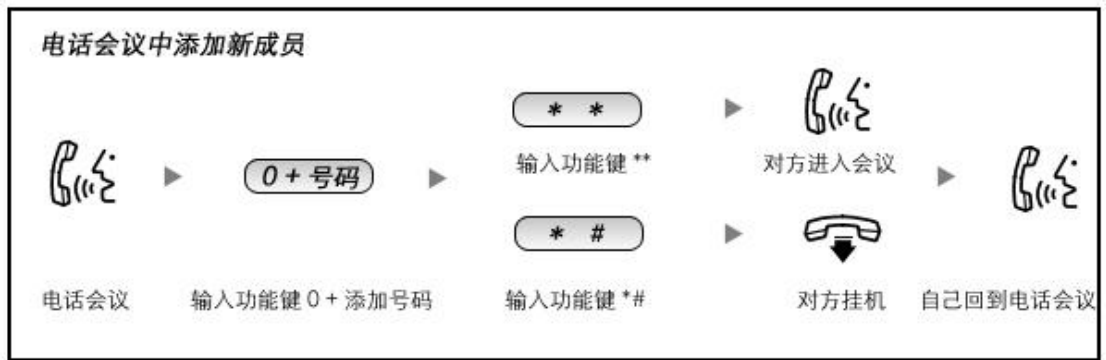 电话会议中添加新成员
* *
输入功能键 **
对方进入会议
0 + 号码
* #
电话会议
输入功能键 0 + 添加号码
输入功能键 *#
对方挂机
自己回到电话会议